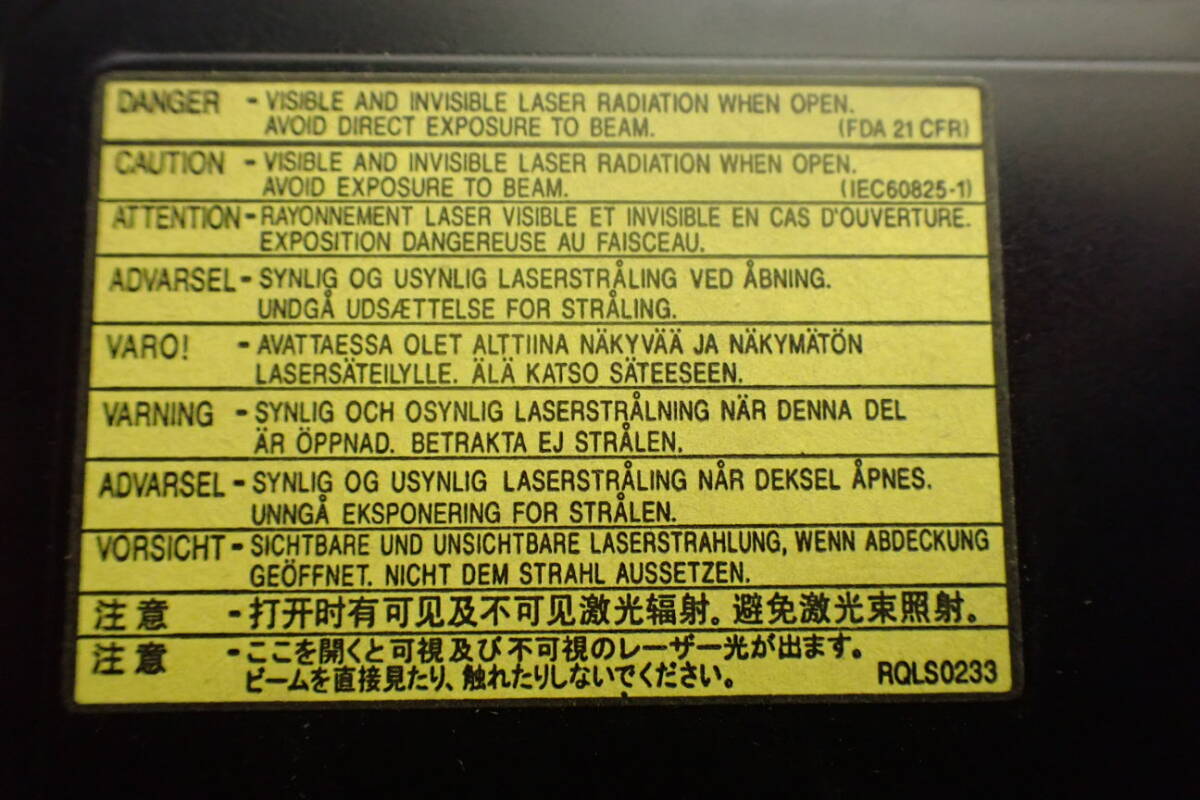 DANGER - VISIBLE AND INVISIBLE LASER RADIATION WHEN OPEN.
AVOID DIRECT EXPOSURE TO BEAM. (FDA 21 CFR)
CAUTION - VISIBLE AND INVISIBLE LASER RADIATION WHEN OPEN.
AVOID EXPOSURE TO BEAM. (IEC60825-1)
ATTENTION - RAYONNEMENT LASER VISIBLE ET INVISIBLE EN CAS D'OUVERTURE.
EXPOSITION DANGEREUSE AU FAISCEAU.
ADVARSEL - SYNLIG OG USYNLIG LASERSTRÅLING VED ÅBNING.
UNDGÅ UDSÆTTELSE FOR STRÅLING.
VARO! - AVATTAESSA OLET ALTTIINA NÄKYVÄÄ JA NÄKYMÄTÖN
LASERSÄTEILYLLE. ÄLÄ KATSO SÄTEESEEN.
VARNING - SYNLIG OCH OSYNLIG LASERSTRÅLNING NÄR DENNA DEL
ÄR ÖPPNAD. BETRAKTA EJ STRÅLEN.
ADVARSEL - SYNLIG OG USYNLIG LASERSTRÅLING NÅR DEKSEL ÅPNES.
UNNGÅ EKSPONERING FOR STRÅLEN.
VORSICHT - SICHTBARE UND UNSICHTBARE LASERSTRAHLUNG, WENN ABDECKUNG
GEÖFFNET. NICHT DEM STRAHL AUSSETZEN.
注意 - 打开时有可见及不可见激光辐射。避免激光束照射。
注意 - ここを開くと可視及び不可視のレーザー光が出ます。
ビームを直接見たり、触れたりしないでください。 RQLS0233